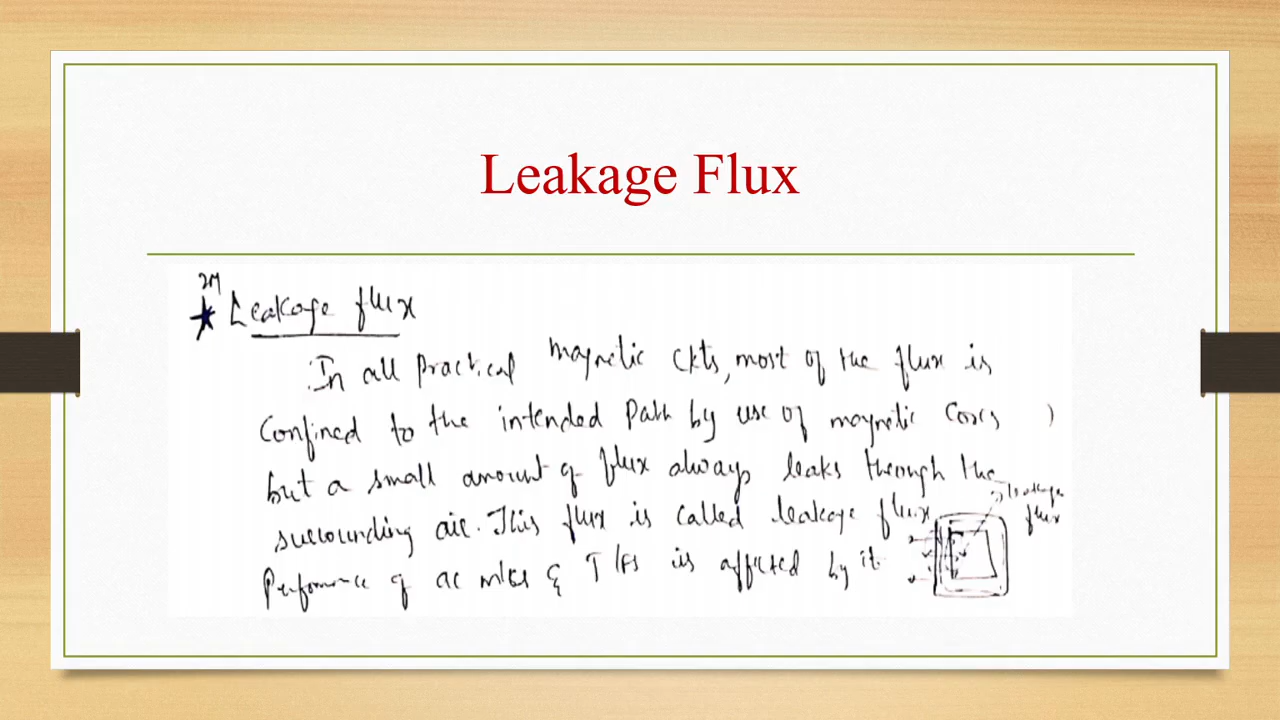 Leakage Flux
2M
★ Leakage flux
In all practical magnetic ckts, most of the flux is
confined to the intended path by use of magnetic cores )
but a small amount of flux always leaks through the
surrounding air. This flux is called leakage flux.
Leakage
flux
Performance of ac m/cs & T/Fs is affected by it.